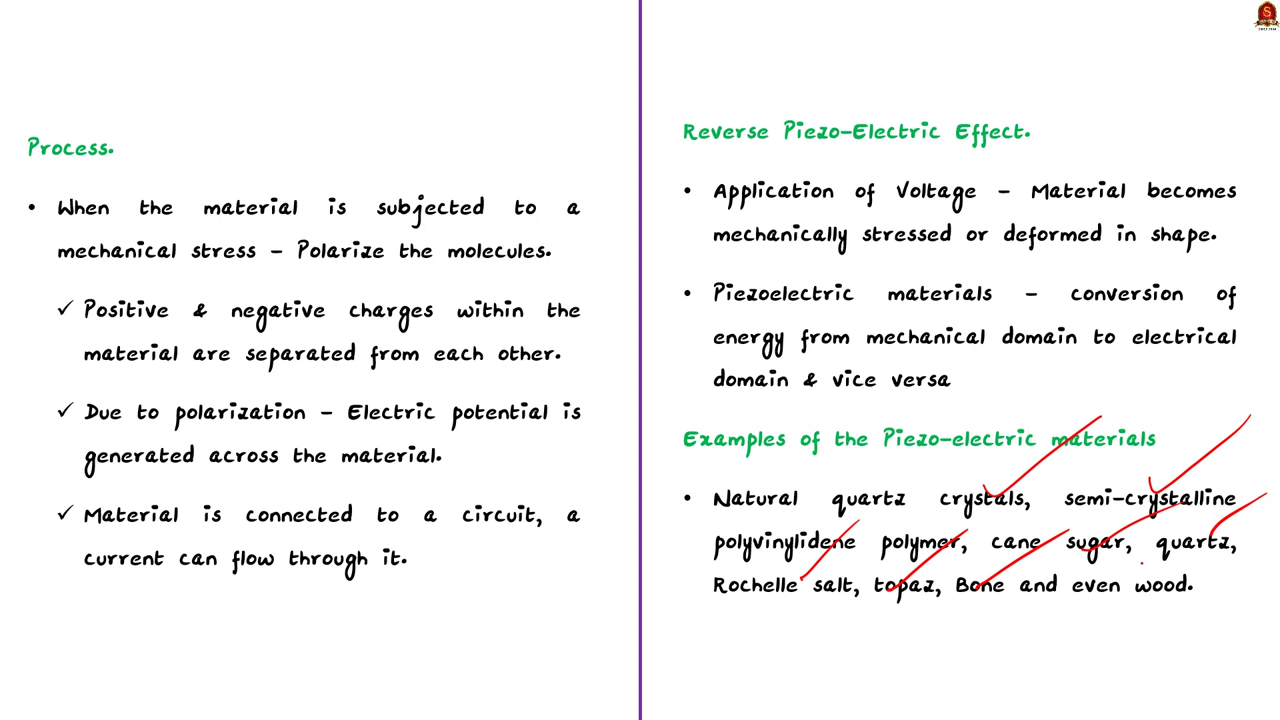 Process.
• When the material is subjected to a
mechanical stress – Polarize the molecules.
✓ Positive & negative charges within the
material are separated from each other.
✓ Due to polarization – Electric potential is
generated across the material.
✓ Material is connected to a circuit, a
current can flow through it.
Reverse Piezo-Electric Effect.
• Application of Voltage – Material becomes
mechanically stressed or deformed in shape.
• Piezoelectric materials – conversion of
energy from mechanical domain to electrical
domain & vice versa
Examples of the Piezo-electric materials
• Natural quartz crystals, semi-crystalline
polyvinylidene polymer, cane sugar, quartz,
Rochelle salt, topaz, Bone and even wood.